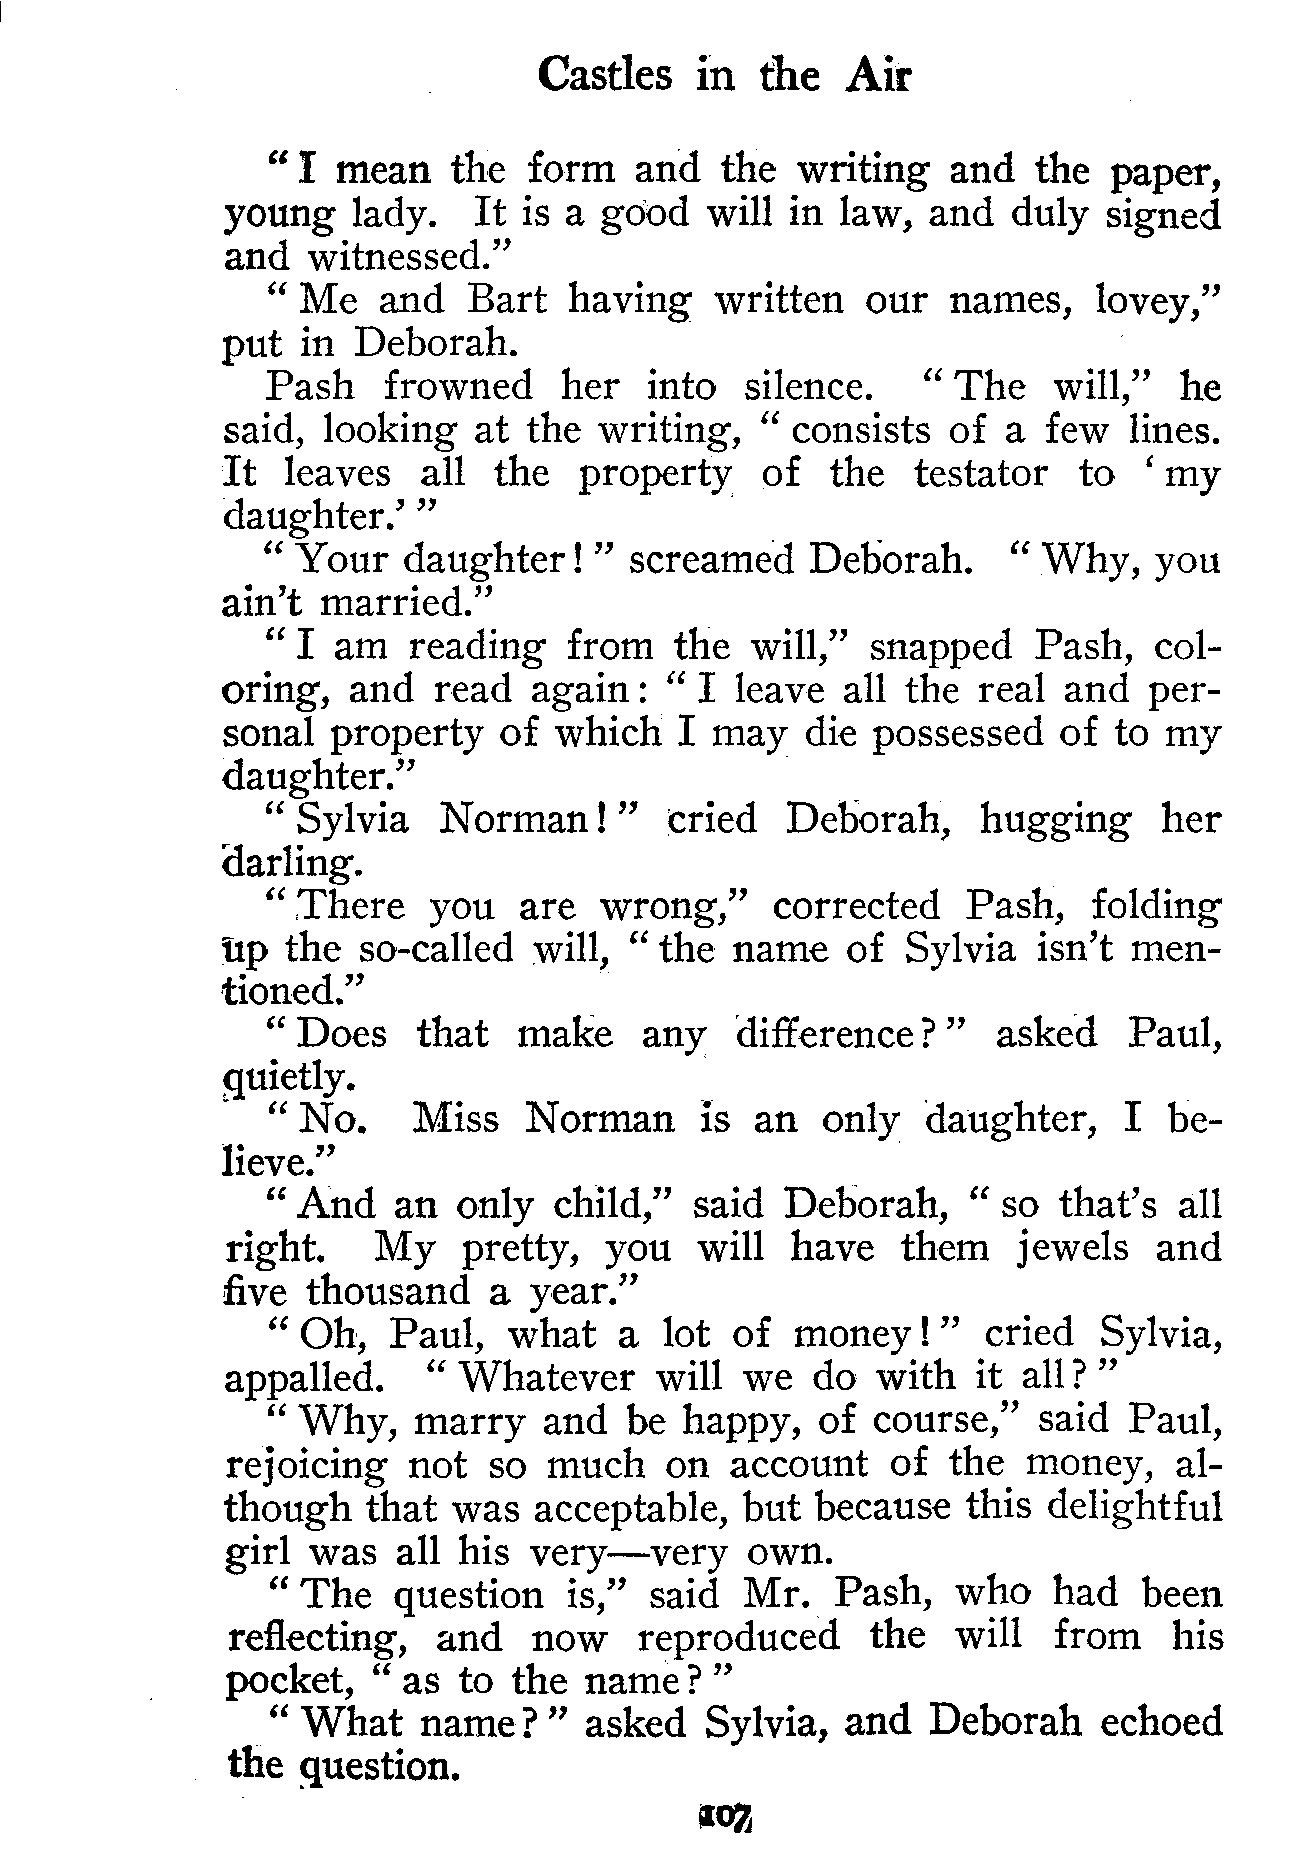 Castles in the Air
“I mean the form and the writing and the paper,
young lady. It is a good will in law, and duly signed
and witnessed.”
“Me and Bart having written our names, lovey,”
put in Deborah.
Pash frowned her into silence. “The will,” he
said, looking at the writing, “consists of a few lines.
It leaves all the property of the testator to ‘my
daughter.’”
“Your daughter!” screamed Deborah. “Why, you
ain't married.”
“I am reading from the will,” snapped Pash, col-
oring, and read again: “I leave all the real and per-
sonal property of which I may die possessed of to my
daughter.”
“Sylvia Norman!” cried Deborah, hugging her
darling.
“There you are wrong,” corrected Pash, folding
up the so-called will, “the name of Sylvia isn't men-
tioned.”
“Does that make any difference?” asked Paul,
quietly.
“No. Miss Norman is an only daughter, I be-
lieve.”
“And an only child,” said Deborah, “so that's all
right. My pretty, you will have them jewels and
five thousand a year.”
“Oh, Paul, what a lot of money!” cried Sylvia,
appalled. “Whatever will we do with it all?”
“Why, marry and be happy, of course,” said Paul,
rejoicing not so much on account of the money, al-
though that was acceptable, but because this delightful
girl was all his very—very own.
“The question is,” said Mr. Pash, who had been
reflecting, and now reproduced the will from his
pocket, “as to the name?”
“What name?” asked Sylvia, and Deborah echoed
the question.
107